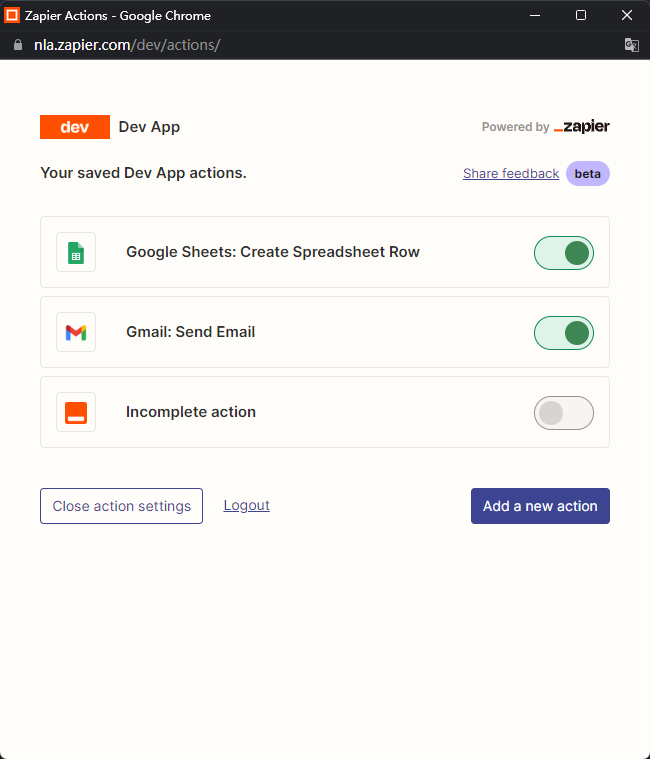 Zapier Actions - Google Chrome
nla.zapier.com/dev/actions/
dev Dev App Powered by zapier
Your saved Dev App actions. Share feedback beta
Google Sheets: Create Spreadsheet Row
Gmail: Send Email
Incomplete action
Close action settings Logout Add a new action